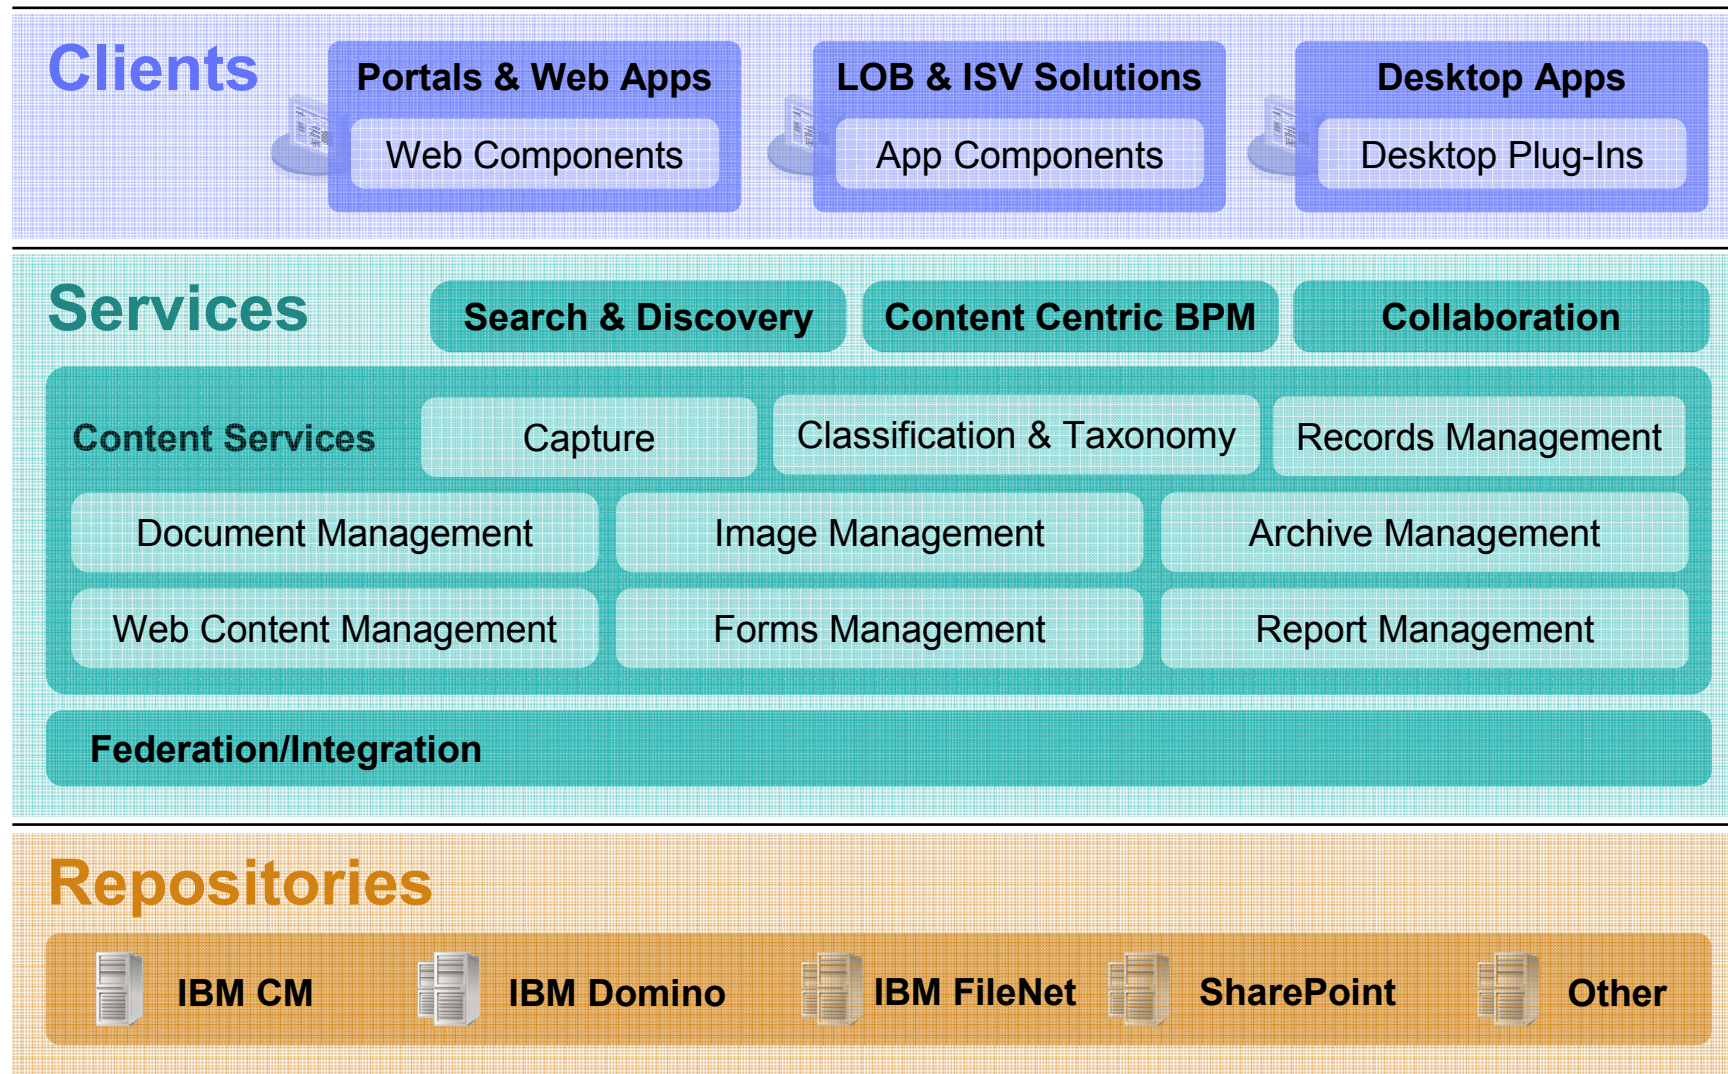 Clients
Portals & Web Apps
LOB & ISV Solutions
Desktop Apps
Web Components
App Components
Desktop Plug-Ins
Services
Search & Discovery
Content Centric BPM
Collaboration
Content Services
Capture
Classification & Taxonomy
Records Management
Document Management
Image Management
Archive Management
Web Content Management
Forms Management
Report Management
Federation/Integration
Repositories
IBM CM
IBM Domino
IBM FileNet
SharePoint
Other